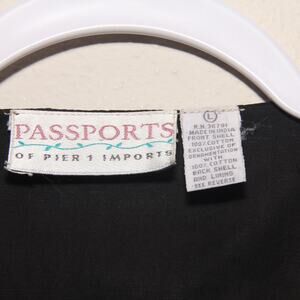 PASSPORTS
OF PIER 1 IMPORTS
L
R.N. 36791
MADE IN INDIA
FRONT SHELL
100% COTTON
EXCLUSIVE OF
ORNAMENTATION
WITH
100% COTTON
BACK SHELL
AND LINING
SEE REVERSE